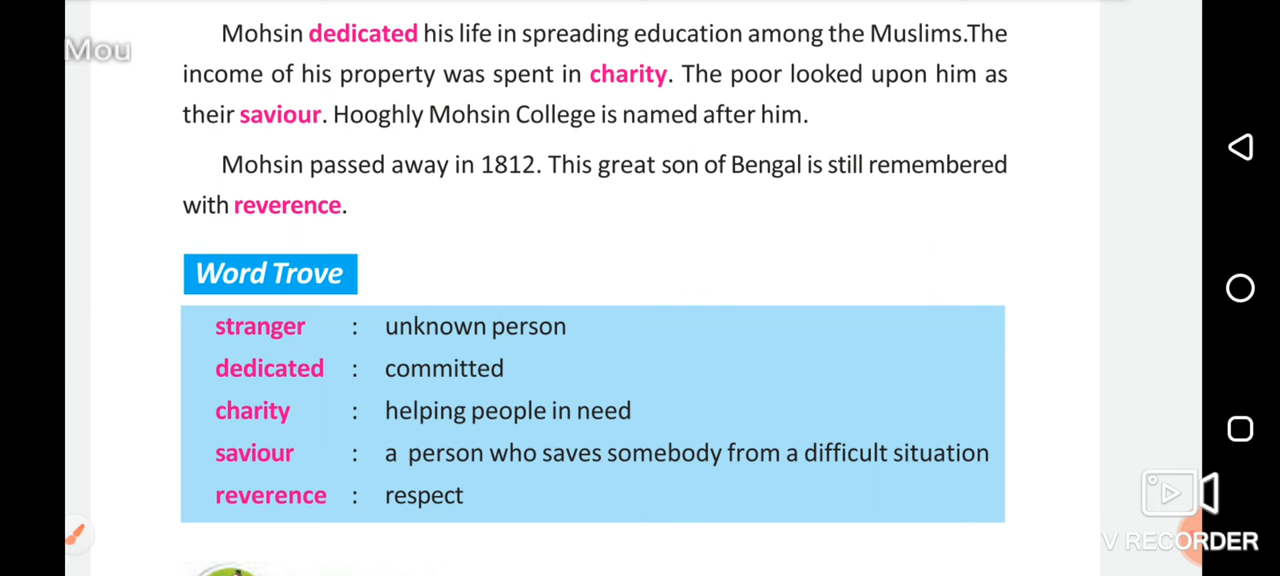 Mohsin dedicated his life in spreading education among the Muslims.The
income of his property was spent in charity. The poor looked upon him as
their saviour. Hooghly Mohsin College is named after him.
Mohsin passed away in 1812. This great son of Bengal is still remembered
with reverence.
Word Trove
stranger : unknown person
dedicated : committed
charity : helping people in need
saviour : a person who saves somebody from a difficult situation
reverence : respect
Mou
V RECORDER